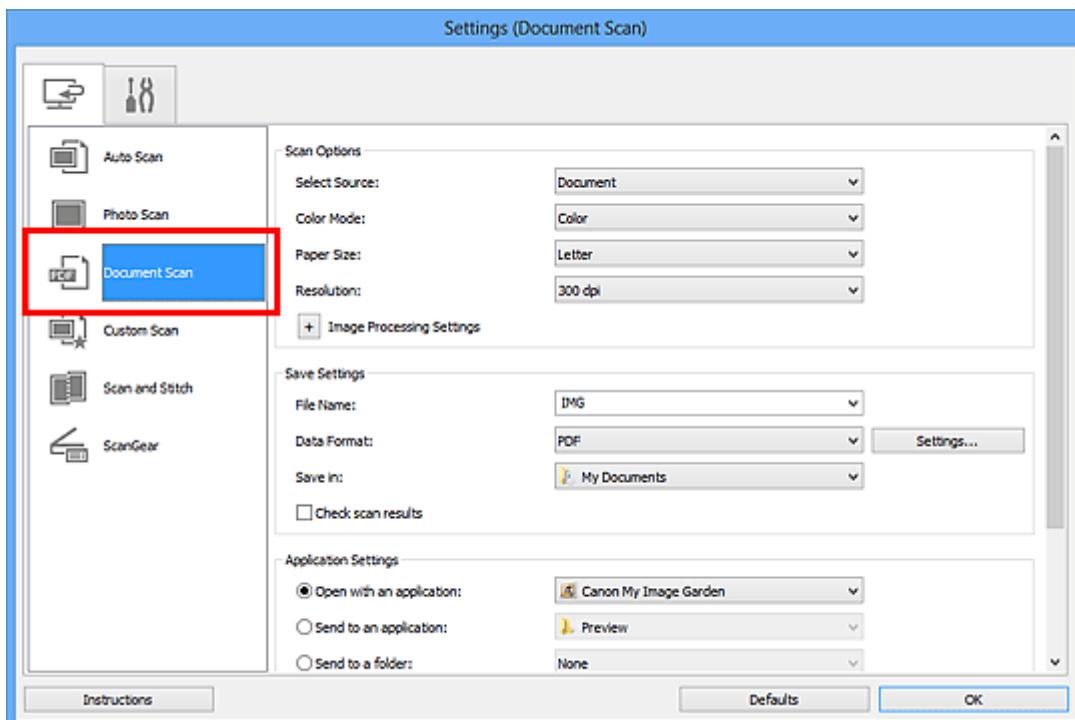 Settings (Document Scan)
Auto Scan
Photo Scan
PDF
Document Scan
Custom Scan
Scan and Stitch
ScanGear
Scan Options
Select Source: Document
Color Mode: Color
Paper Size: Letter
Resolution: 300 dpi
+ Image Processing Settings
Save Settings
File Name: IMG
Data Format: PDF Settings...
Save in: My Documents
Check scan results
Application Settings
Open with an application: Canon My Image Garden
Send to an application: Preview
Send to a folder: None
Instructions Defaults OK